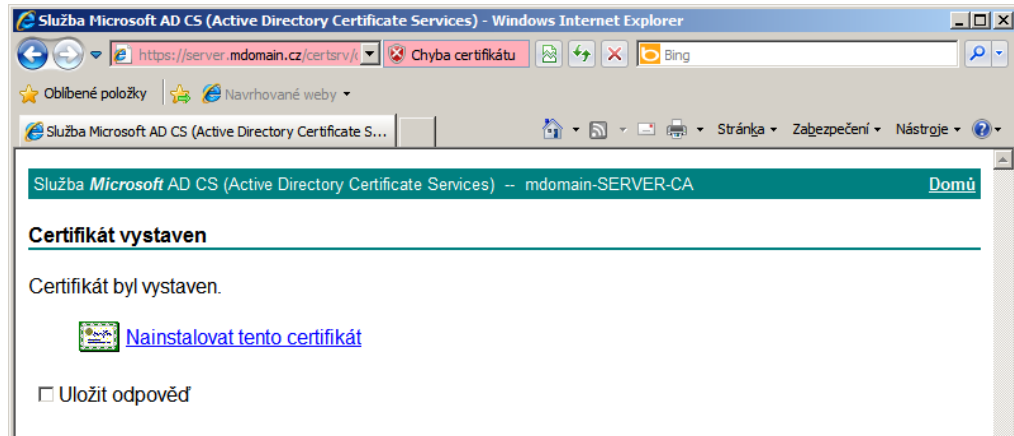 Služba Microsoft AD CS (Active Directory Certificate Services) - Windows Internet Explorer
https://server.mdomain.cz/certsrv/ Chyba certifikátu Bing
Oblíbené položky Navrhované weby
Služba Microsoft AD CS (Active Directory Certificate S... Stránka Zabezpečení Nástroje
Služba Microsoft AD CS (Active Directory Certificate Services) -- mdomain-SERVER-CA Domů
Certifikát vystaven
Certifikát byl vystaven.
Nainstalovat tento certifikát
Uložit odpověď